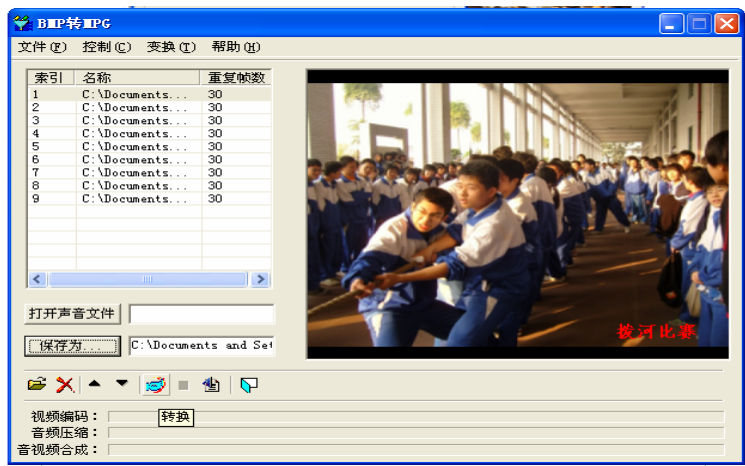 BMP转MPG
文件(F) 控制(C) 变换(T) 帮助(H)
索引 名称 重复帧数
1 C:\Documents... 30
2 C:\Documents... 30
3 C:\Documents... 30
4 C:\Documents... 30
5 C:\Documents... 30
6 C:\Documents... 30
7 C:\Documents... 30
8 C:\Documents... 30
9 C:\Documents... 30
拨河比赛
打开声音文件
保存为... C:\Documents and Set
转换
视频编码:
音频压缩:
音视频合成: